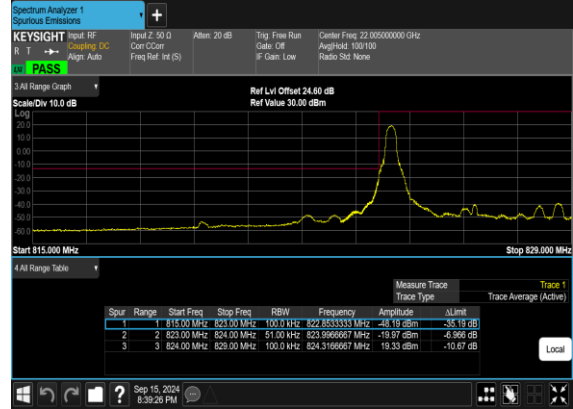 Spectrum Analyzer 1
Spurious Emissions
KEYSIGHT Input: RF Input Z: 50 Ω Atten: 20 dB Trig: Free Run Center Freq: 22.005000000 GHz
R T Coupling: DC Corr CCorr Gate: Off Avg|Hold: 100/100
Align: Auto Freq Ref: Int (S) IF Gain: Low Radio Std: None
PASS
3 All Range Graph
Ref Lvl Offset 24.60 dB
Scale/Div 10.0 dB Ref Value 30.00 dBm
Log
20.0
10.0
0.00
-10.0
-20.0
-30.0
-40.0
-50.0
-60.0
Start 815.000 MHz Stop 829.000 MHz
4 All Range Table
Measure Trace Trace 1
Trace Type Trace Average (Active)
Spur Range Start Freq Stop Freq RBW Frequency Amplitude ΔLimit
1 1 815.00 MHz 823.00 MHz 100.0 kHz 822.8533333 MHz -48.19 dBm -35.19 dB
2 2 823.00 MHz 824.00 MHz 51.00 kHz 823.9966667 MHz -19.97 dBm -6.966 dB
3 3 824.00 MHz 829.00 MHz 100.0 kHz 824.3166667 MHz 19.33 dBm -10.67 dB
Local
? Sep 15, 2024
8:39:26 PM